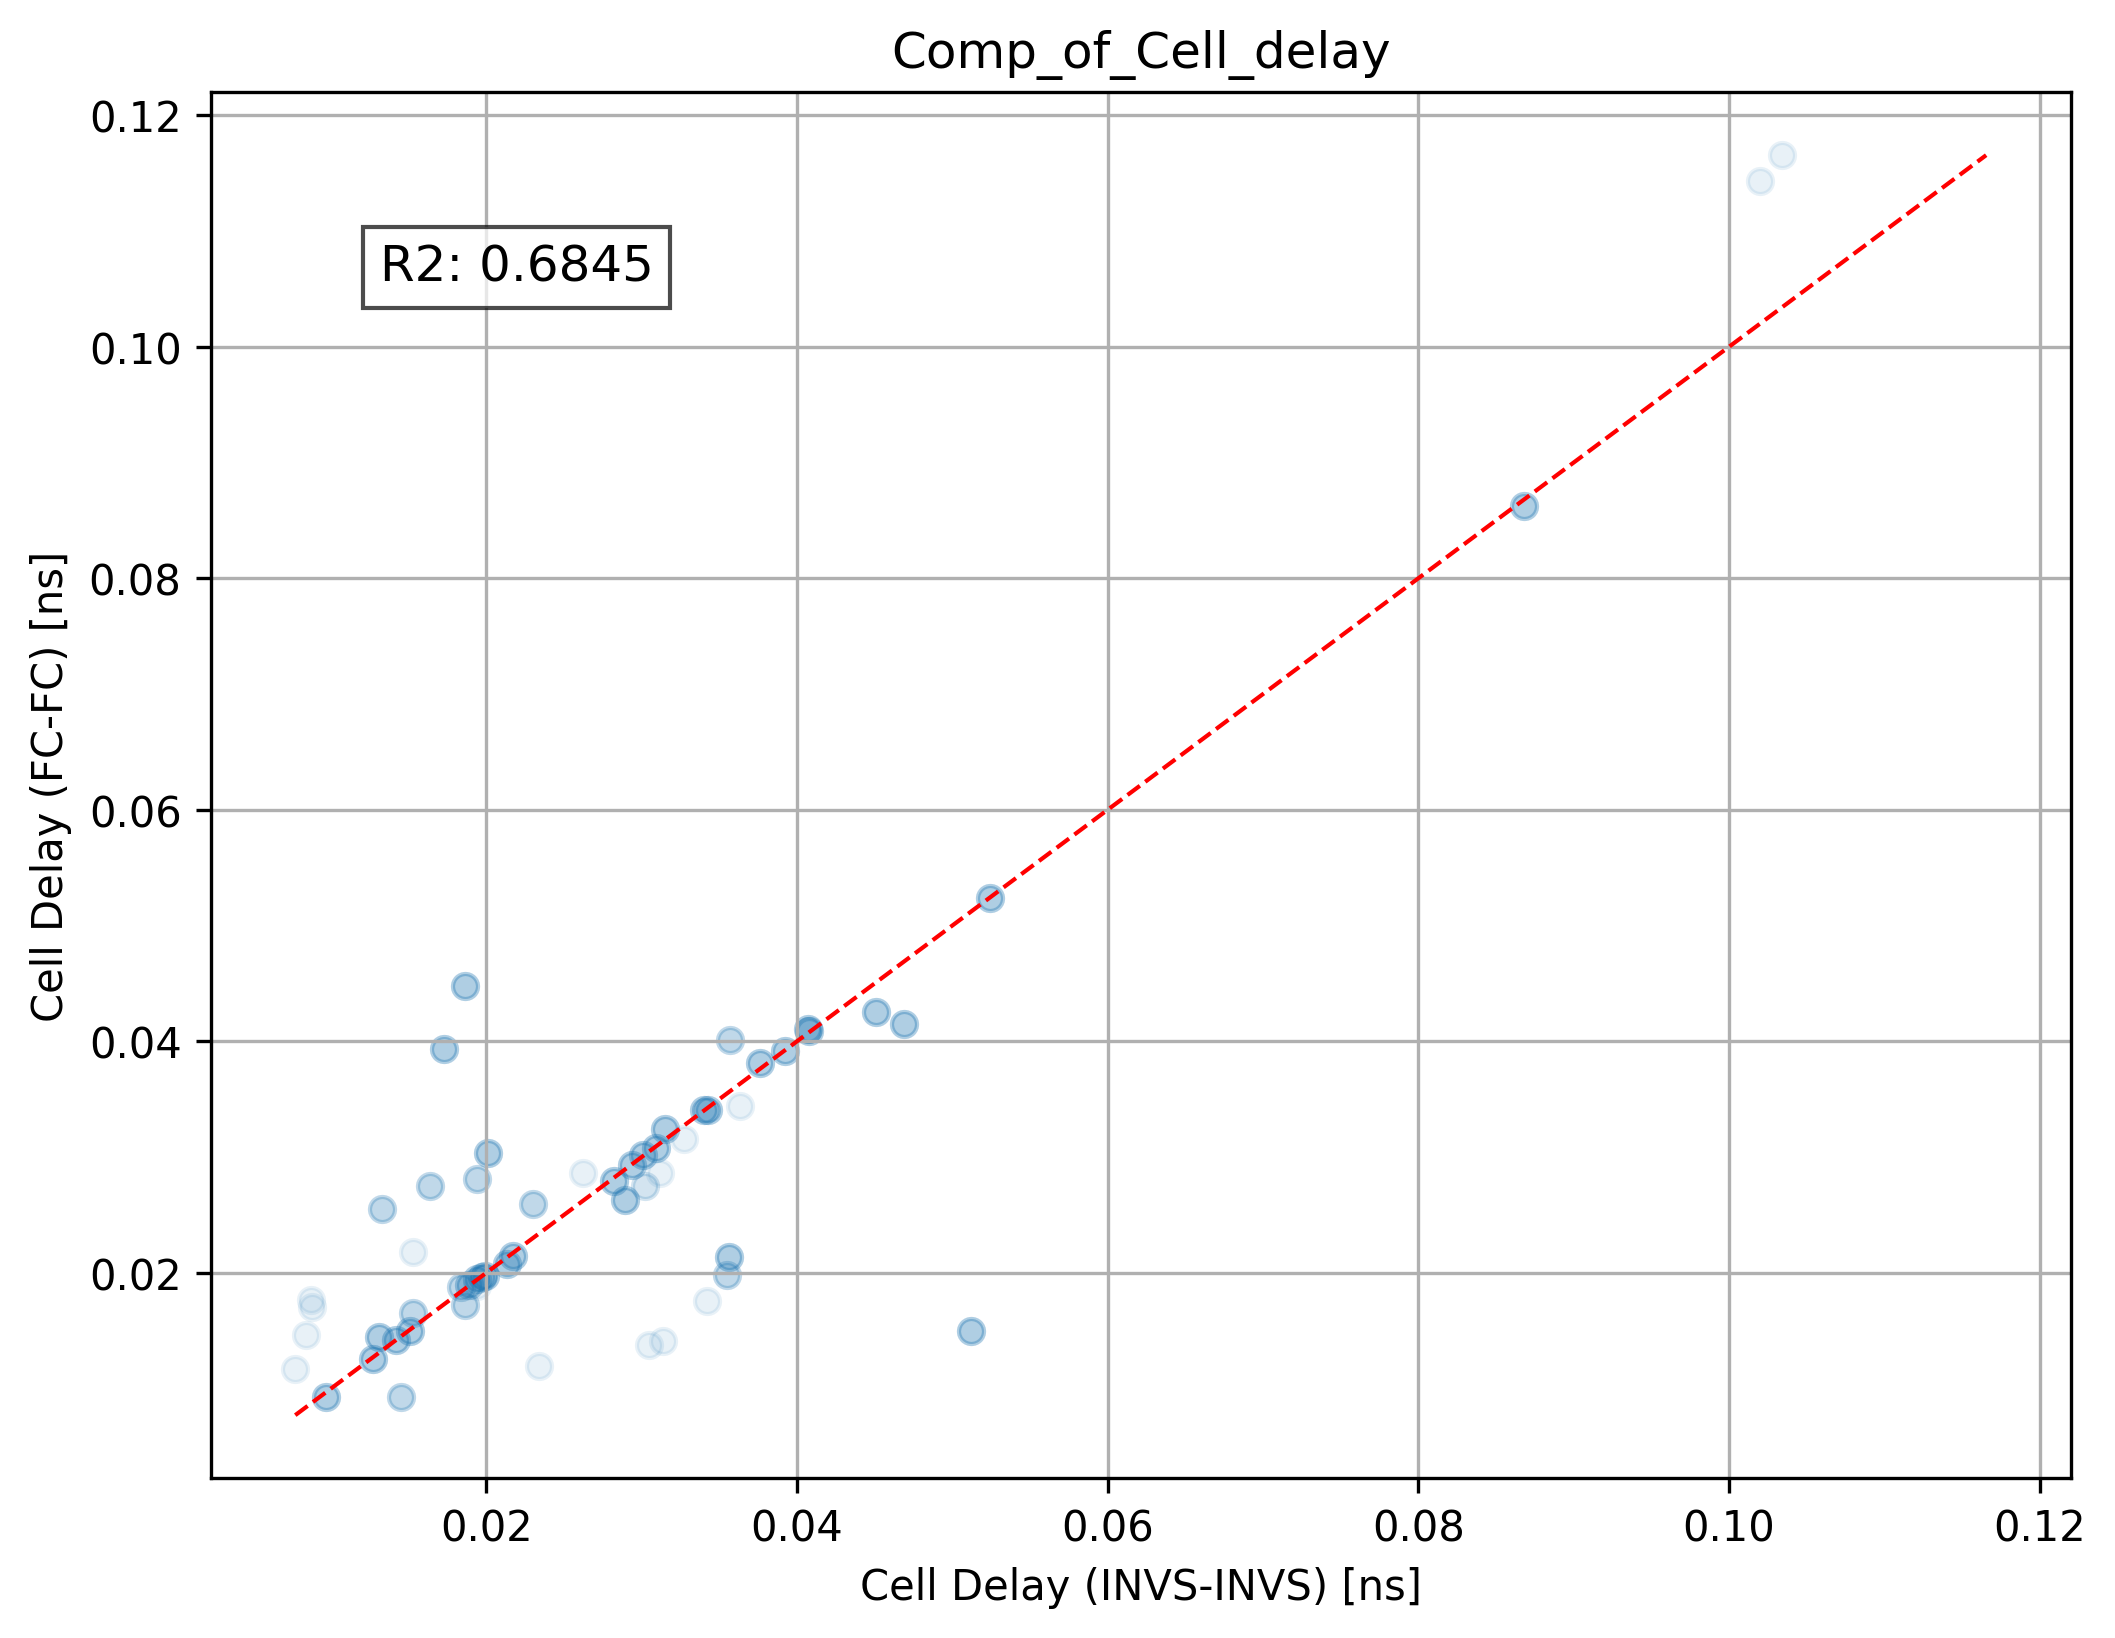 Comp_of_Cell_delay
0.12
0.10
0.08
0.06
0.04
0.02
Cell Delay (FC-FC) [ns]
R2: 0.6845
0.02 0.04 0.06 0.08 0.10 0.12
Cell Delay (INVS-INVS) [ns]